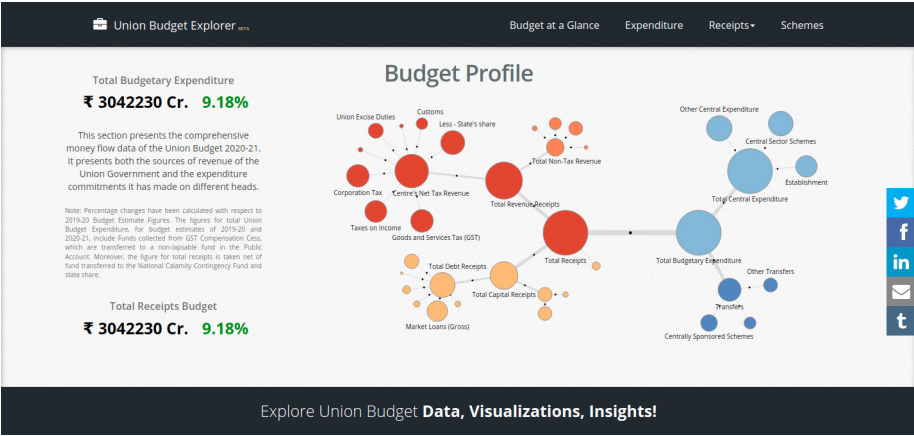 Union Budget Explorer BETA
Budget at a Glance Expenditure Receipts Schemes
Budget Profile
Total Budgetary Expenditure
₹ 3042230 Cr. 9.18%
This section presents the comprehensive
money flow data of the Union Budget 2020-21.
It presents both the sources of revenue of the
Union Government and the expenditure
commitments it has made on different heads.
Note: Percentage changes have been calculated with respect to
2019-20 Budget Estimate Figures. The figures for total Union
Budget Expenditure, for budget estimates of 2019-20 and
2020-21, include Funds collected from GST Compensation Cess,
which are transferred to a non-lapsable fund in the Public
Account. Moreover, the figure for total receipts is taken net of
fund transferred to the National Calamity Contingency Fund and
state share.
Total Receipts Budget
₹ 3042230 Cr. 9.18%
Customs
Union Excise Duties
Less - State's share
Total Non-Tax Revenue
Corporation Tax
Centre's Net Tax Revenue
Total Revenue Receipts
Taxes on Income
Goods and Services Tax (GST)
Total Receipts
Total Debt Receipts
Total Capital Receipts
Market Loans (Gross)
Other Central Expenditure
Central Sector Schemes
Establishment
Total Central Expenditure
Total Budgetary Expenditure
Other Transfers
Transfers
Centrally Sponsored Schemes
Explore Union Budget Data, Visualizations, Insights!